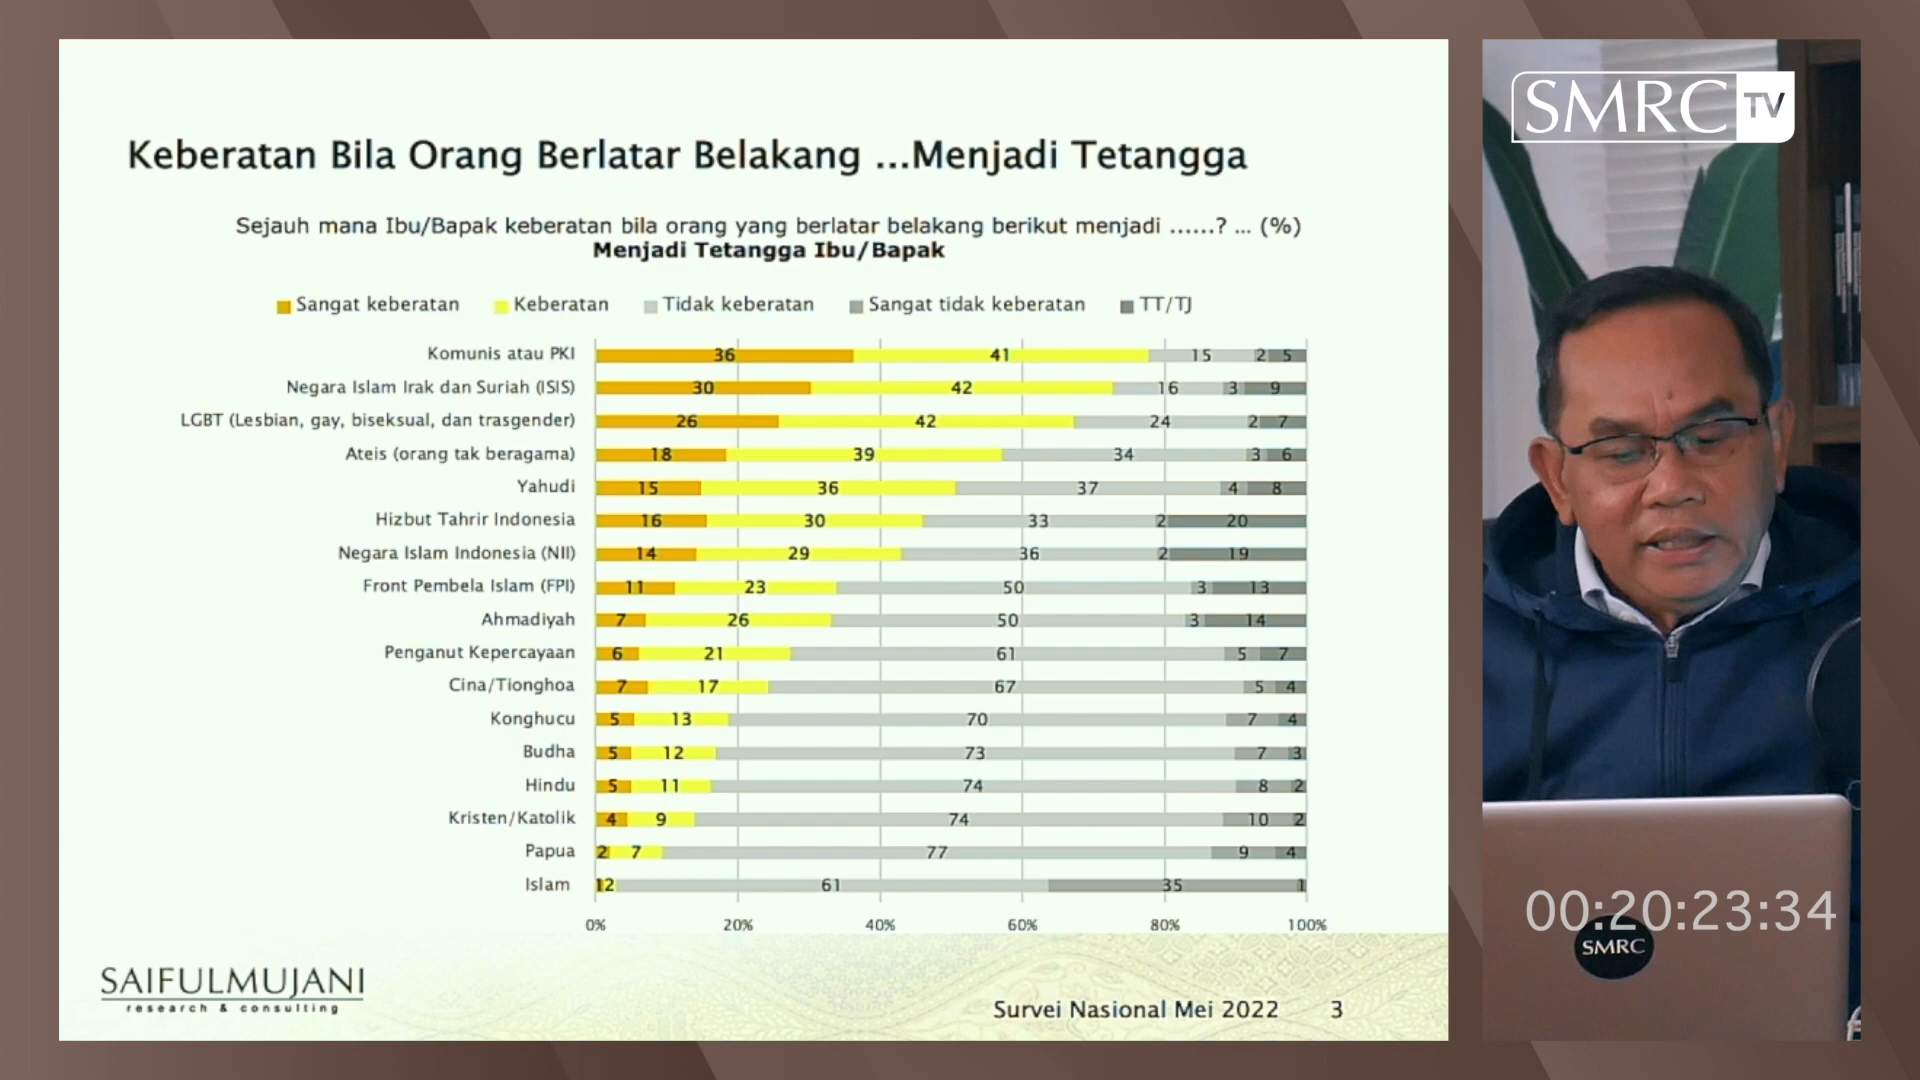 SMRC TV
Keberatan Bila Orang Berlatar Belakang ...Menjadi Tetangga
Sejauh mana Ibu/Bapak keberatan bila orang yang berlatar belakang berikut menjadi ......? ... (%)
Menjadi Tetangga Ibu/Bapak
Sangat keberatan Keberatan Tidak keberatan Sangat tidak keberatan TT/TJ
Komunis atau PKI 36 41 15 2 5
Negara Islam Irak dan Suriah (ISIS) 30 42 16 3 9
LGBT (Lesbian, gay, biseksual, dan trasgender) 26 42 24 2 7
Ateis (orang tak beragama) 18 39 34 3 6
Yahudi 15 36 37 4 8
Hizbut Tahrir Indonesia 16 30 33 2 20
Negara Islam Indonesia (NII) 14 29 36 2 19
Front Pembela Islam (FPI) 11 23 50 3 13
Ahmadiyah 7 26 50 3 14
Penganut Kepercayaan 6 21 61 5 7
Cina/Tionghoa 7 17 67 5 4
Konghucu 5 13 70 7 4
Budha 5 12 73 7 3
Hindu 5 11 74 8 2
Kristen/Katolik 4 9 74 10 2
Papua 2 7 77 9 4
Islam 1 2 61 35 1
0% 20% 40% 60% 80% 100%
SAIFULMUJANI
research & consulting
Survei Nasional Mei 2022 3
00:20:23:34
SMRC